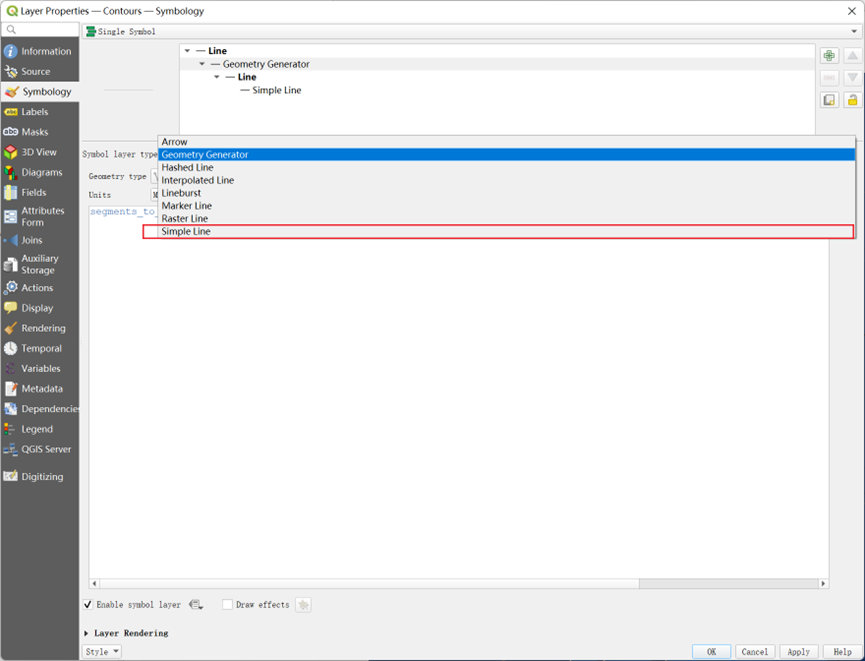 Layer Properties — Contours — Symbology
Single Symbol
Information
Source
Symbology
Labels
Masks
3D View
Diagrams
Fields
Attributes
Form
Joins
Auxiliary
Storage
Actions
Display
Rendering
Temporal
Variables
Metadata
Dependencies
Legend
QGIS Server
Digitizing
Line
Geometry Generator
Line
Simple Line
Symbol layer type
Arrow
Geometry Generator
Hashed Line
Interpolated Line
Lineburst
Marker Line
Raster Line
Simple Line
Geometry type
Units
segments_to_
Enable symbol layer
Draw effects
Layer Rendering
Style
OK
Cancel
Apply
Help